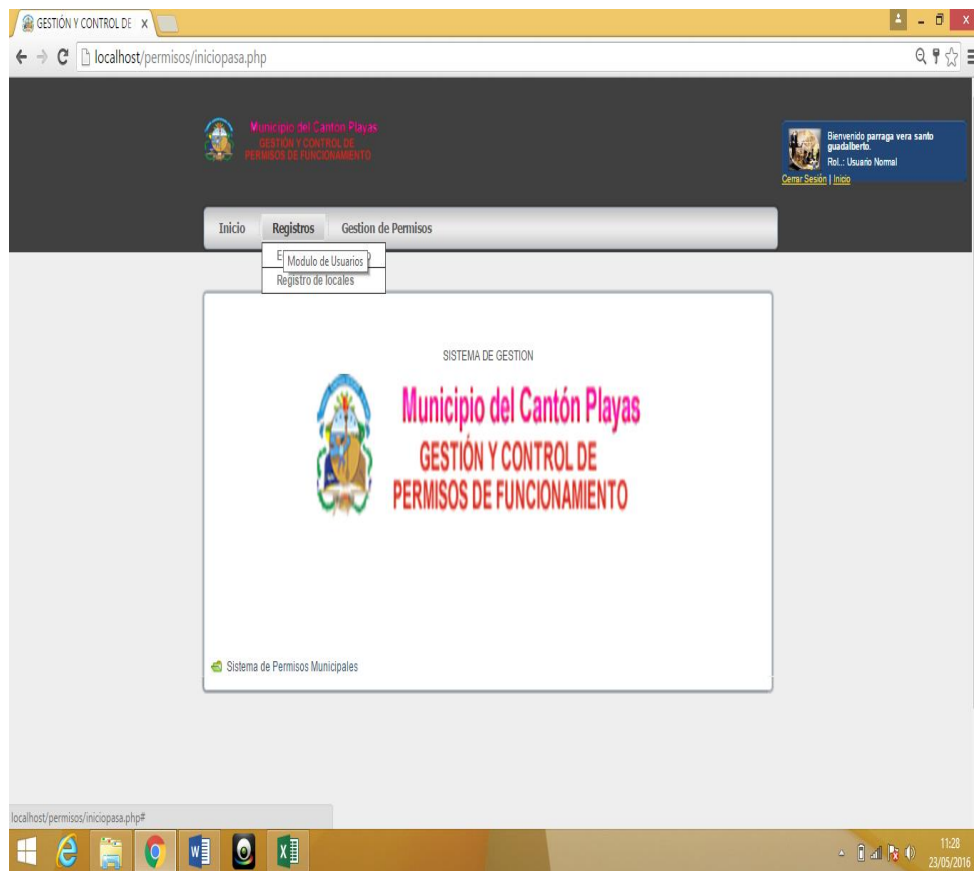 GESTIÓN Y CONTROL DE
localhost/permisos/iniciopasa.php
Municipio del Cantón Playas
GESTIÓN Y CONTROL DE
PERMISOS DE FUNCIONAMIENTO
Bienvenido parraga vera santo
guadalberto.
Rol..: Usuario Normal
Cerrar Sesión | Inicio
Inicio Registros Gestion de Permisos
Modulo de Usuarios
Registro de locales
SISTEMA DE GESTION
Municipio del Cantón Playas
GESTIÓN Y CONTROL DE
PERMISOS DE FUNCIONAMIENTO
Sistema de Permisos Municipales
localhost/permisos/iniciopasa.php#
11:28
23/05/2016